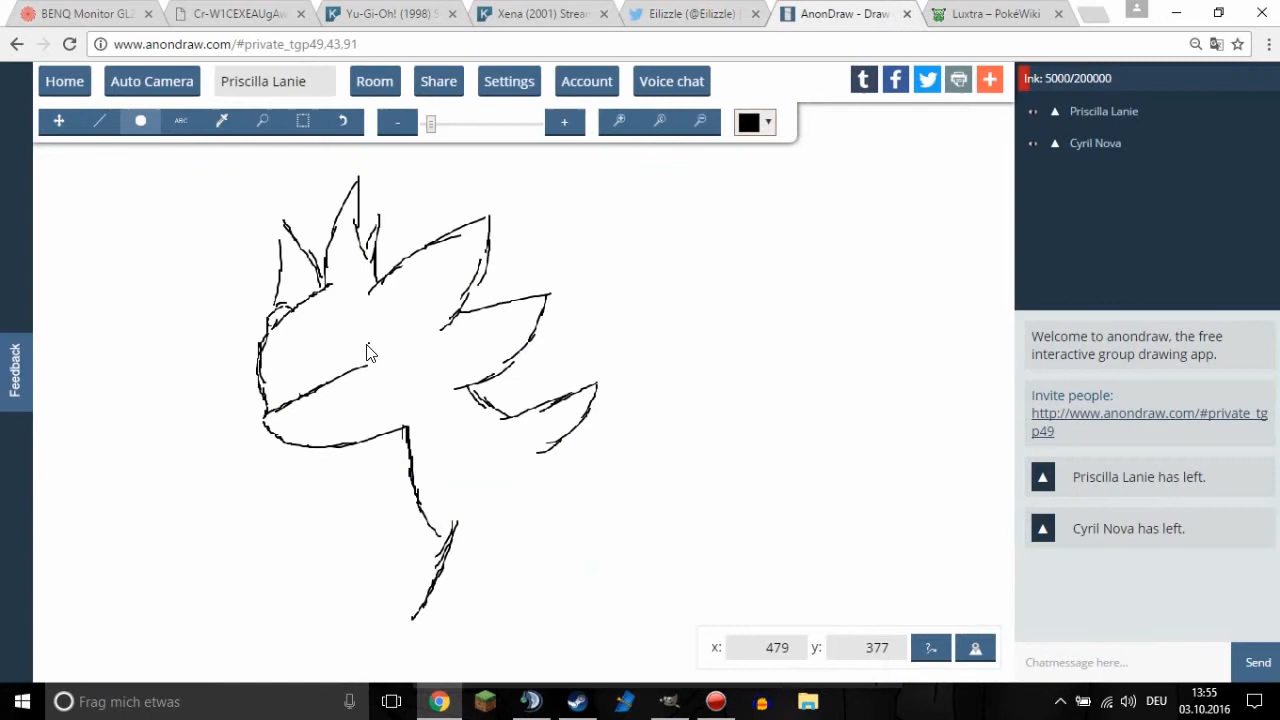 BENQ Monitor GL2
Cr-W1CEXEAUgAw
Yu-Gi-Oh! (1998) S
Xena (2001) Stream
Eilizzle (@Eilizzle)
AnonDraw - Draw
Luxtra – PokéWiki
www.anondraw.com/#private_tgp49,43,91
Home
Auto Camera
Priscilla Lanie
Room
Share
Settings
Account
Voice chat
ABC
-
+
Ink: 5000/200000
Priscilla Lanie
Cyril Nova
Feedback
Welcome to anondraw, the free
interactive group drawing app.
Invite people:
http://www.anondraw.com/#private_tg
p49
Priscilla Lanie has left.
Cyril Nova has left.
x: 479 y: 377
Chatmessage here...
Send
Frag mich etwas
DEU
13:55
03.10.2016